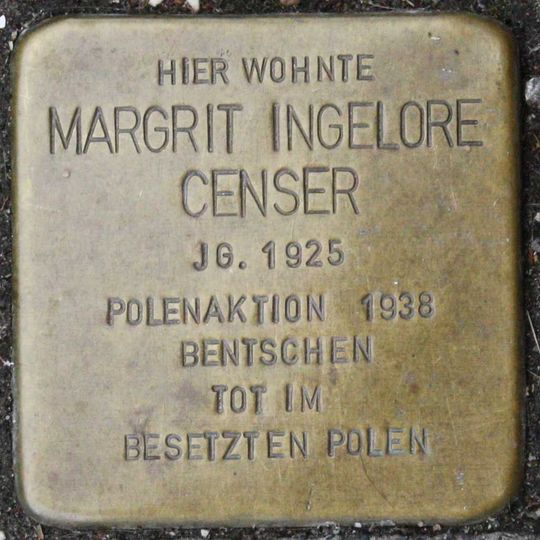 HIER WOHNTE
MARGRIT INGELORE
CENSER
JG. 1925
POLENAKTION 1938
BENTSCHEN
TOT IM
BESETZTEN POLEN